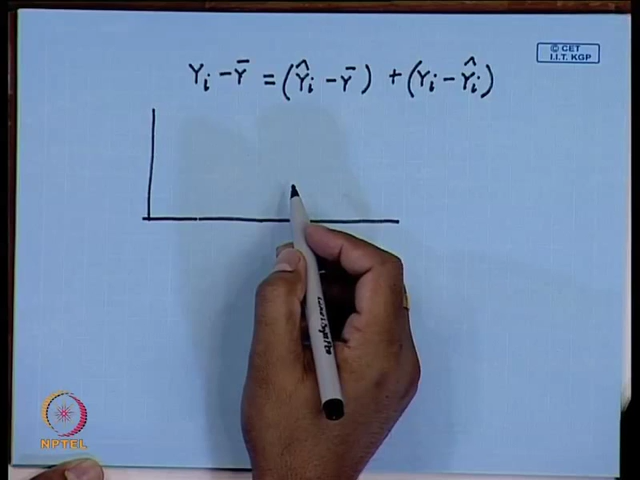 © CET
I.I.T. KGP
Yᵢ - Ȳ = (Ŷᵢ - Ȳ) + (Yᵢ - Ŷᵢ)
NPTEL